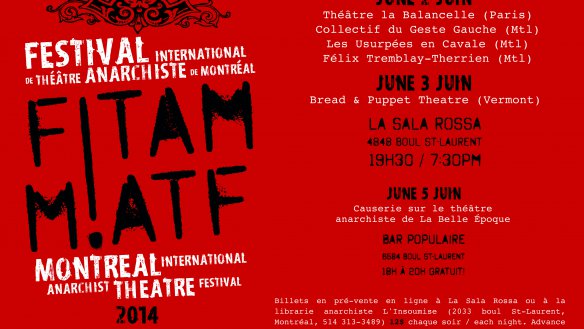 FESTIVAL INTERNATIONAL
DE THÉÂTRE ANARCHISTE DE MONTRÉAL
F!TAM
M!ATF
MONTREAL INTERNATIONAL
ANARCHIST THEATRE FESTIVAL
2014
JUNE 2 JUIN
Théâtre la Balancelle (Paris)
Collectif du Geste Gauche (Mtl)
Les Usurpées en Cavale (Mtl)
Félix Tremblay-Therrien (Mtl)
JUNE 3 JUIN
Bread & Puppet Theatre (Vermont)
LA SALA ROSSA
4848 BOUL ST-LAURENT
19H30 / 7:30PM
JUNE 5 JUIN
Causerie sur le théâtre
anarchiste de La Belle Époque
BAR POPULAIRE
6584 BOUL ST-LAURENT
18H À 20H GRATUIT!
Billets en pré-vente en ligne à La Sala Rossa ou à la
librairie anarchiste L'Insoumise (2033 boul St-Laurent,
Montréal, 514 313-3489) 12$ chaque soir / each night. Advance